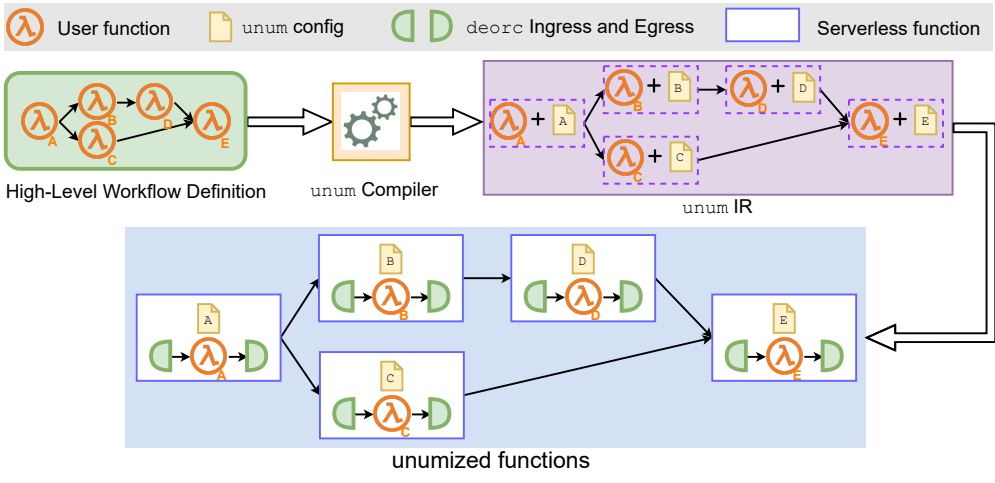 λ User function
unum config
deorc Ingress and Egress
Serverless function
λ A
λ B
λ C
λ D
λ E
High-Level Workflow Definition
unum Compiler
λ A + A
λ B + B
λ C + C
λ D + D
λ E + E
unum IR
A
λ A
B
λ B
C
λ C
D
λ D
E
λ E
unumized functions